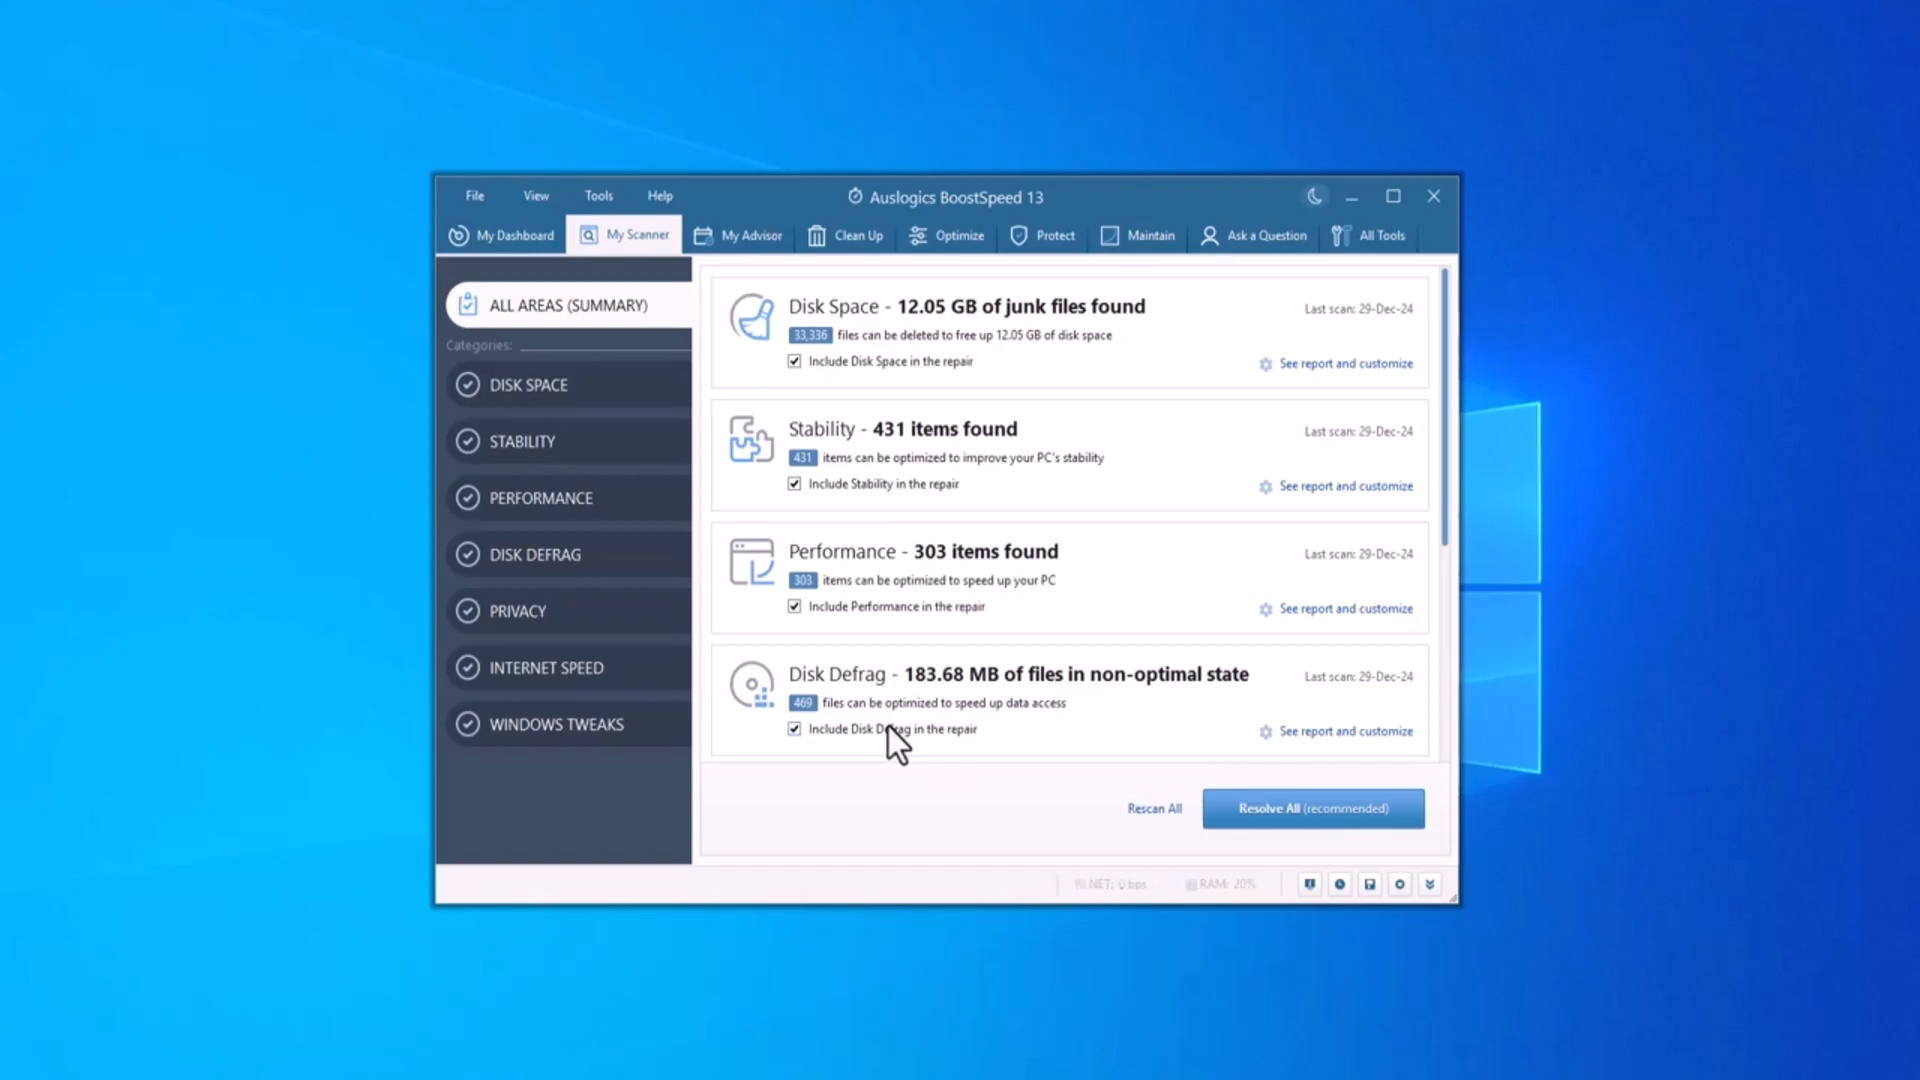 File View Tools Help
Auslogics BoostSpeed 13
My Dashboard My Scanner My Advisor Clean Up Optimize Protect Maintain Ask a Question All Tools
ALL AREAS (SUMMARY)
Categories:
DISK SPACE
STABILITY
PERFORMANCE
DISK DEFRAG
PRIVACY
INTERNET SPEED
WINDOWS TWEAKS
Disk Space - 12.05 GB of junk files found
Last scan: 29-Dec-24
33,336 files can be deleted to free up 12.05 GB of disk space
Include Disk Space in the repair
See report and customize
Stability - 431 items found
Last scan: 29-Dec-24
431 items can be optimized to improve your PC's stability
Include Stability in the repair
See report and customize
Performance - 303 items found
Last scan: 29-Dec-24
303 items can be optimized to speed up your PC
Include Performance in the repair
See report and customize
Disk Defrag - 183.68 MB of files in non-optimal state
Last scan: 29-Dec-24
469 files can be optimized to speed up data access
Include Disk Defrag in the repair
See report and customize
Rescan All
Resolve All (recommended)
NET: 0 bps
RAM: 20%